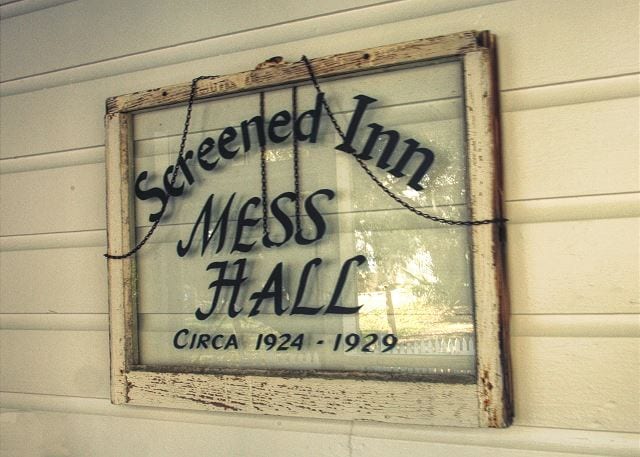 Screened Inn
MESS
HALL
CIRCA 1924 - 1929